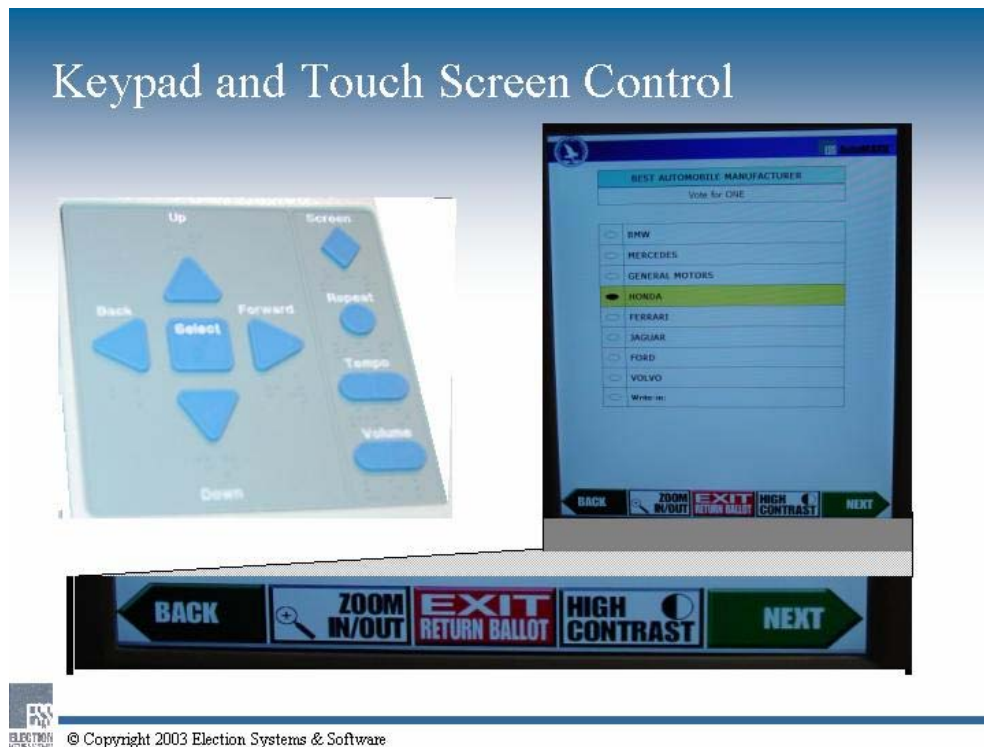 Keypad and Touch Screen Control
Up
Screen
Back
Select
Forward
Repeat
Tempo
Volume
Down
AutoMARK
BEST AUTOMOBILE MANUFACTURER
Vote for ONE
BMW
MERCEDES
GENERAL MOTORS
HONDA
FERRARI
JAGUAR
FORD
VOLVO
Write-in:
BACK
ZOOM
IN/OUT
EXIT
RETURN BALLOT
HIGH
CONTRAST
NEXT
BACK
ZOOM
IN/OUT
EXIT
RETURN BALLOT
HIGH
CONTRAST
NEXT
ELECTION
© Copyright 2003 Election Systems & Software